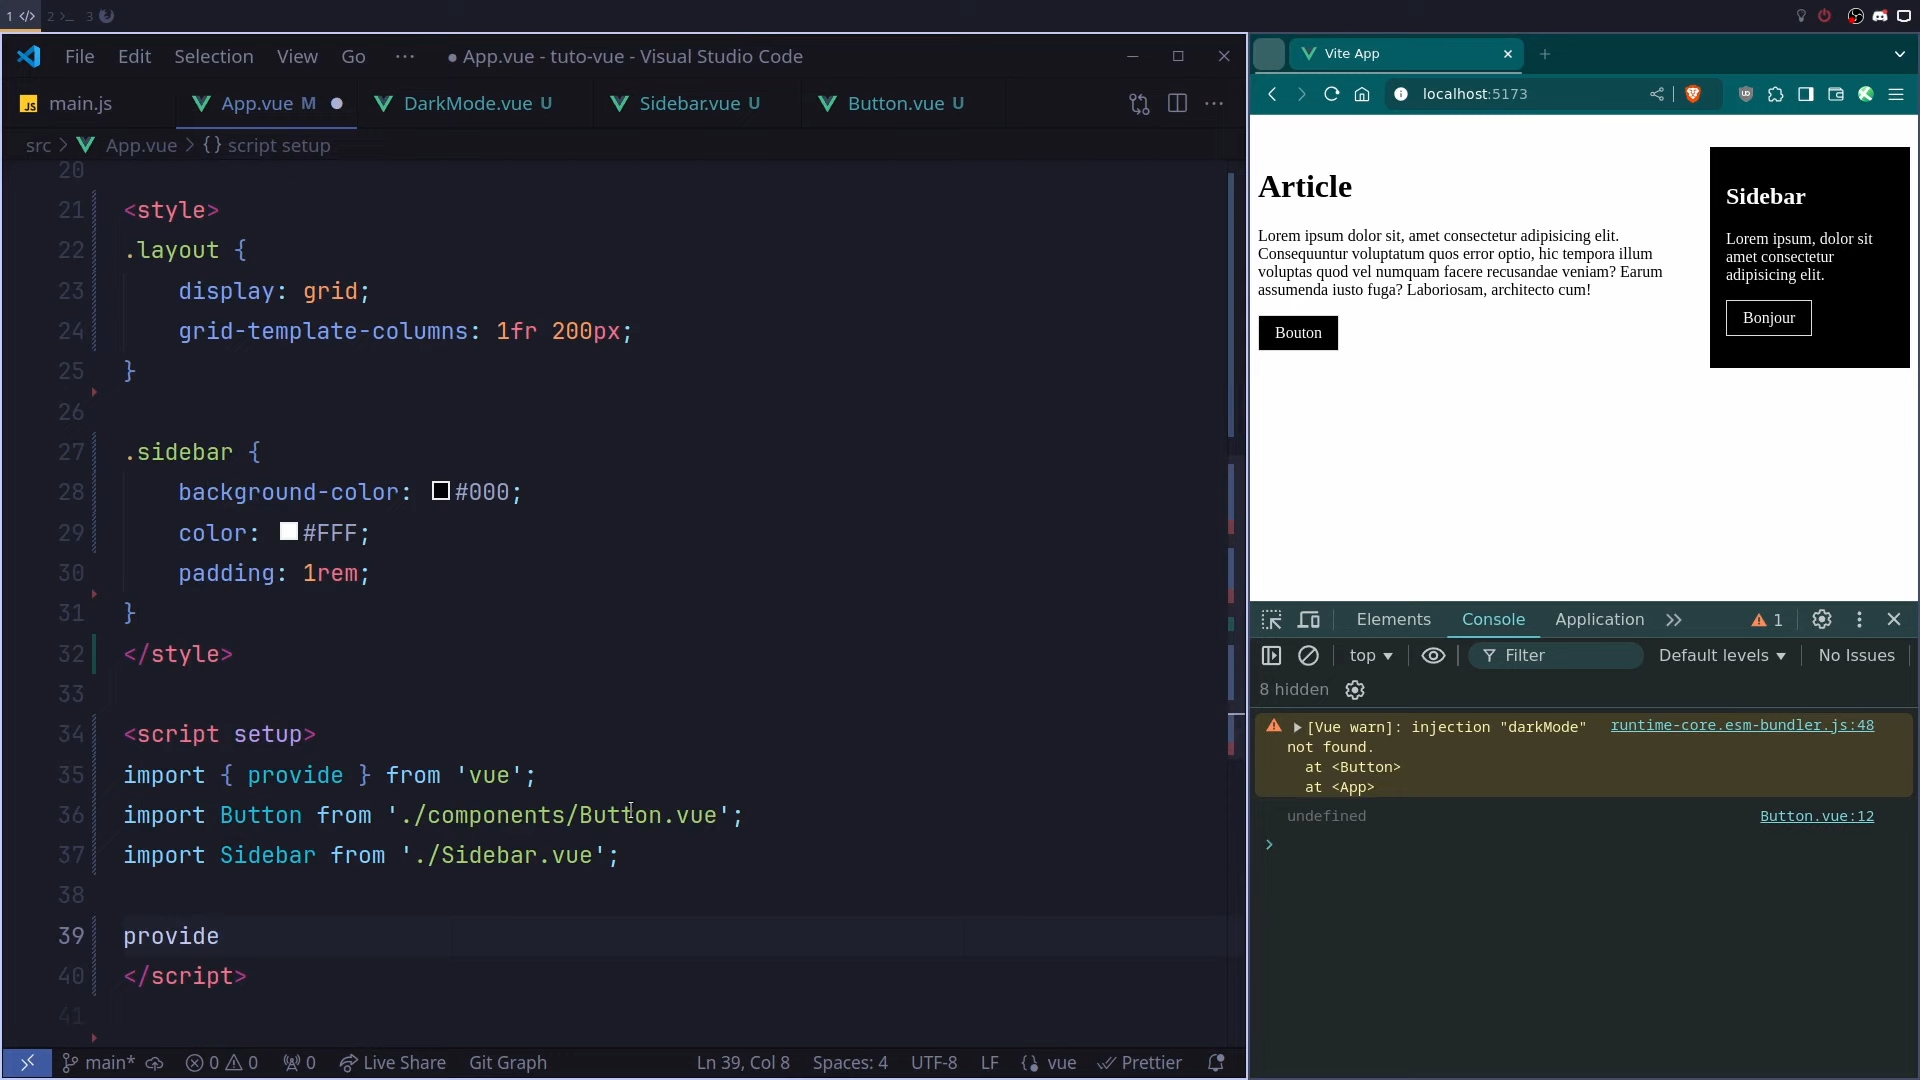 1 </> 2 >_ 3
File Edit Selection View Go ··· ● App.vue - tuto-vue - Visual Studio Code
JS main.js App.vue M ● DarkMode.vue U Sidebar.vue U Button.vue U
src > App.vue > {} script setup
20
21 <style>
22 .layout {
23 display: grid;
24 grid-template-columns: 1fr 200px;
25 }
26
27 .sidebar {
28 background-color: #000;
29 color: #FFF;
30 padding: 1rem;
31 }
32 </style>
33
34 <script setup>
35 import { provide } from 'vue';
36 import Button from './components/Button.vue';
37 import Sidebar from './Sidebar.vue';
38
39 provide
40 </script>
41
main* 0 0 0 Live Share Git Graph Ln 39, Col 8 Spaces: 4 UTF-8 LF {} vue Prettier
Vite App
localhost:5173
Article
Lorem ipsum dolor sit, amet consectetur adipisicing elit.
Consequuntur voluptatum quos error optio, hic tempora illum
voluptas quod vel numquam facere recusandae veniam? Earum
assumenda iusto fuga? Laboriosam, architecto cum!
Bouton
Sidebar
Lorem ipsum, dolor sit
amet consectetur
adipisicing elit.
Bonjour
Elements Console Application 1
top Filter Default levels No Issues
8 hidden
[Vue warn]: injection "darkMode" runtime-core.esm-bundler.js:48
not found.
at <Button>
at <App>
undefined Button.vue:12